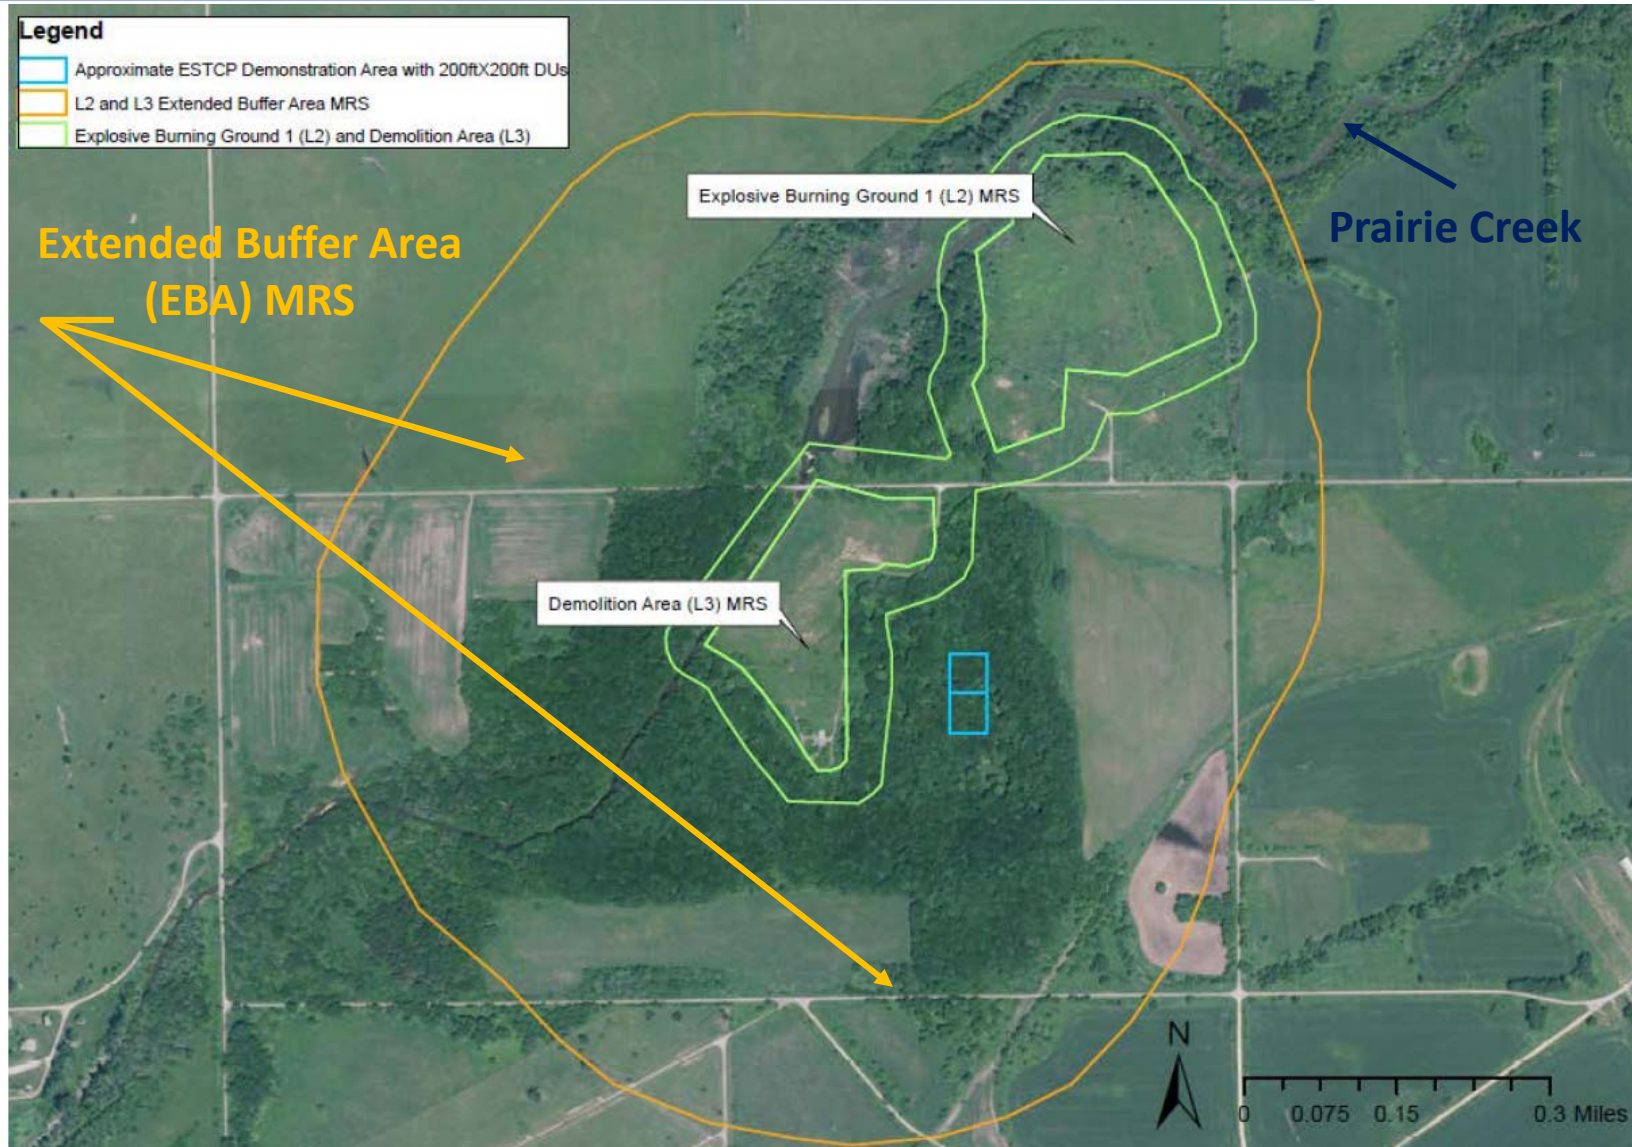 Legend
Approximate ESTCP Demonstration Area with 200ftX200ft DUs
L2 and L3 Extended Buffer Area MRS
Explosive Burning Ground 1 (L2) and Demolition Area (L3)
Explosive Burning Ground 1 (L2) MRS
Prairie Creek
Extended Buffer Area
(EBA) MRS
Demolition Area (L3) MRS
N
0 0.075 0.15 0.3 Miles